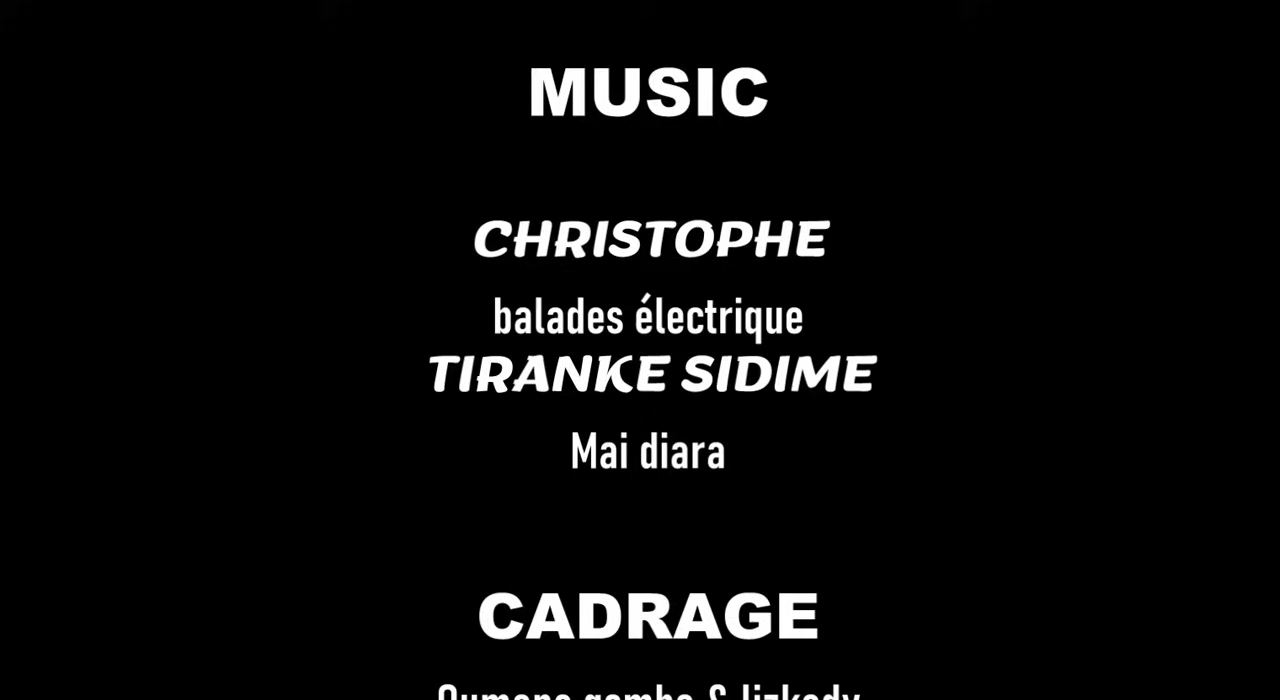 MUSIC
CHRISTOPHE
balades électrique
TIRANKE SIDIME
Mai diara
CADRAGE
&